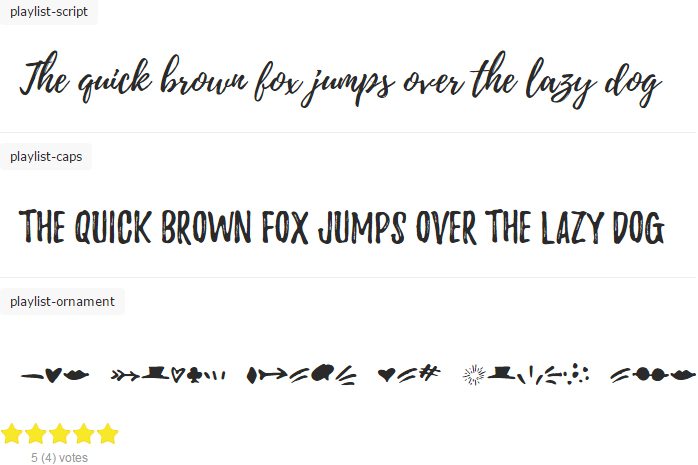 playlist-script
The quick brown fox jumps over the lazy dog
playlist-caps
THE QUICK BROWN FOX JUMPS OVER THE LAZY DOG
playlist-ornament
5 (4) votes